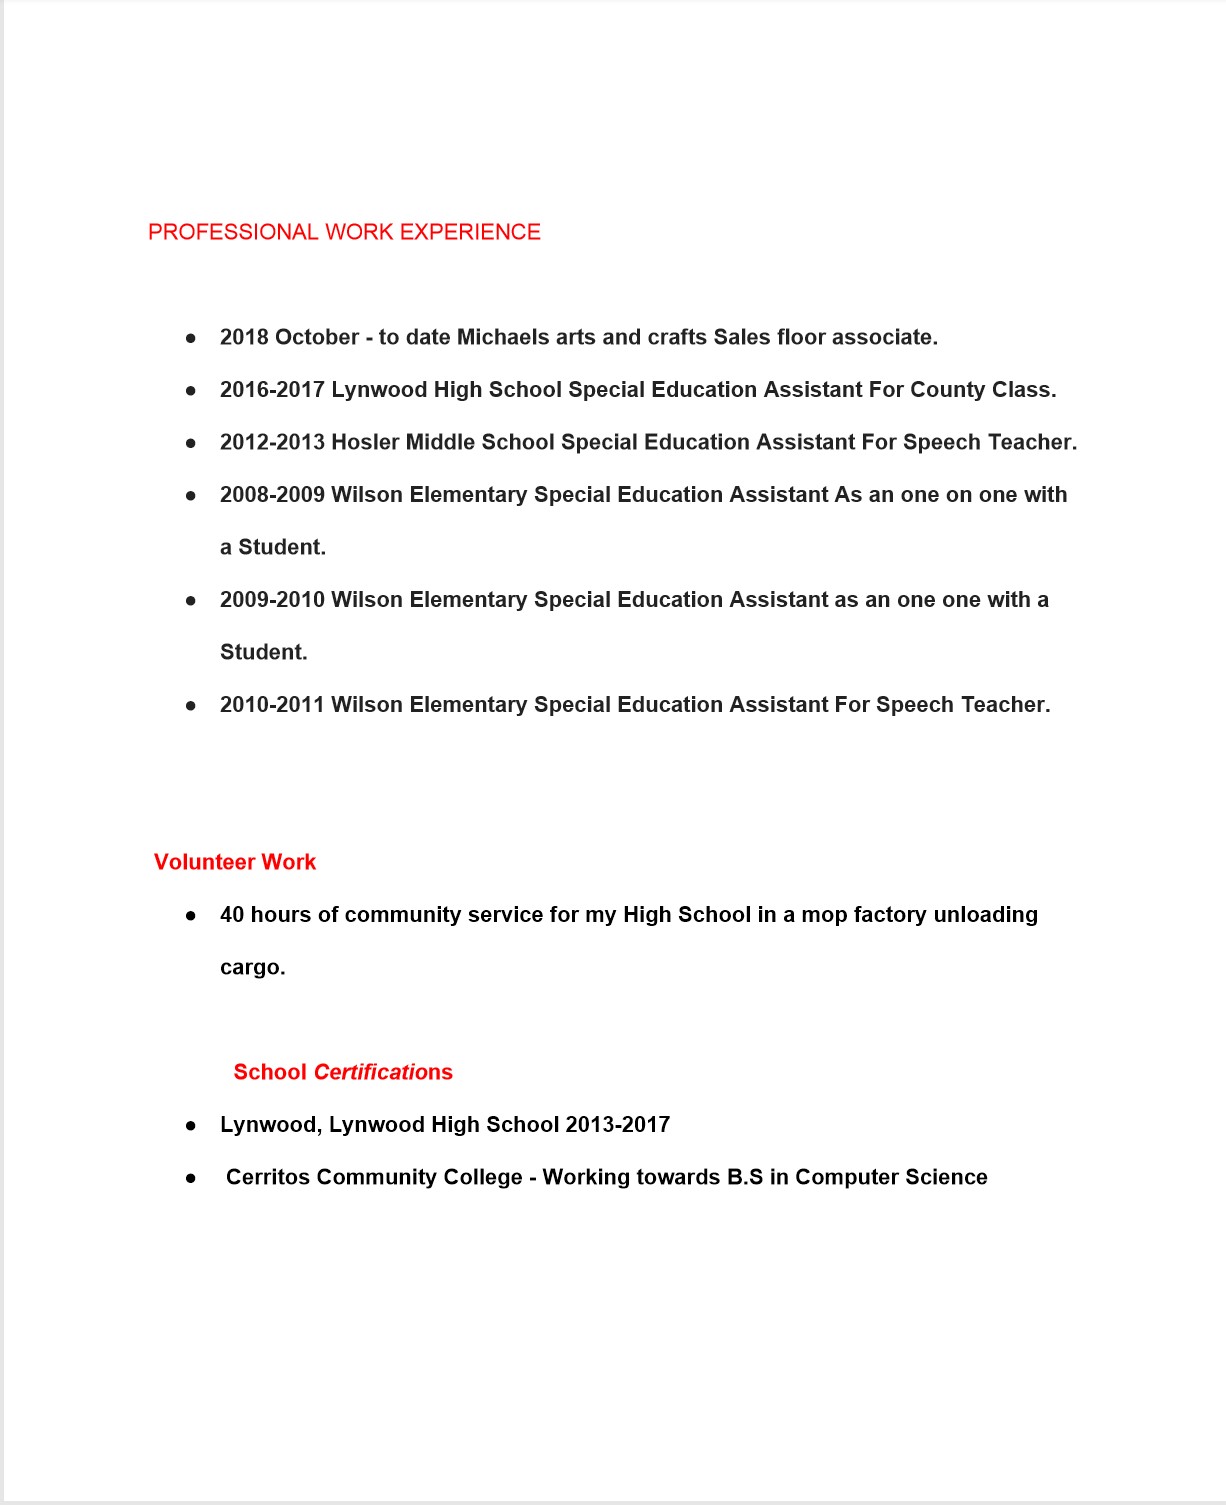 PROFESSIONAL WORK EXPERIENCE
● 2018 October - to date Michaels arts and crafts Sales floor associate.
● 2016-2017 Lynwood High School Special Education Assistant For County Class.
● 2012-2013 Hosler Middle School Special Education Assistant For Speech Teacher.
● 2008-2009 Wilson Elementary Special Education Assistant As an one on one with
a Student.
● 2009-2010 Wilson Elementary Special Education Assistant as an one one with a
Student.
● 2010-2011 Wilson Elementary Special Education Assistant For Speech Teacher.
Volunteer Work
● 40 hours of community service for my High School in a mop factory unloading
cargo.
School Certifications
● Lynwood, Lynwood High School 2013-2017
● Cerritos Community College - Working towards B.S in Computer Science